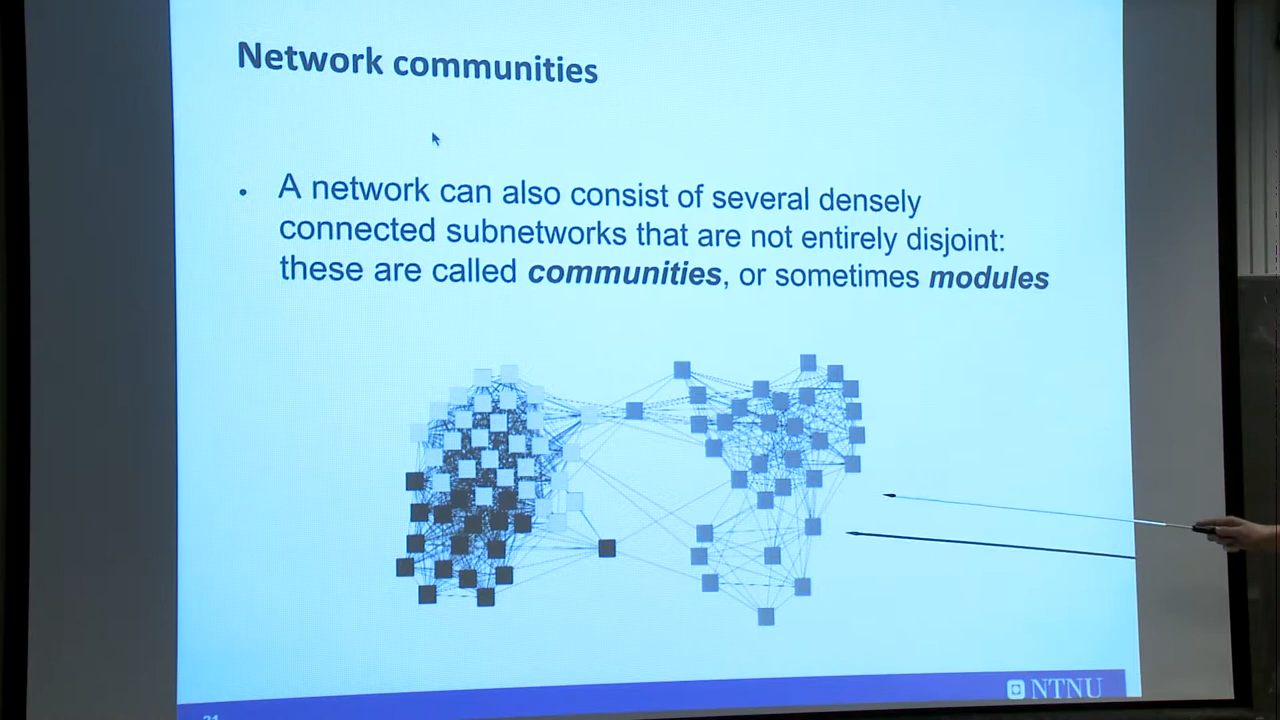 Network communities
• A network can also consist of several densely
connected subnetworks that are not entirely disjoint:
these are called communities, or sometimes modules
NTNU